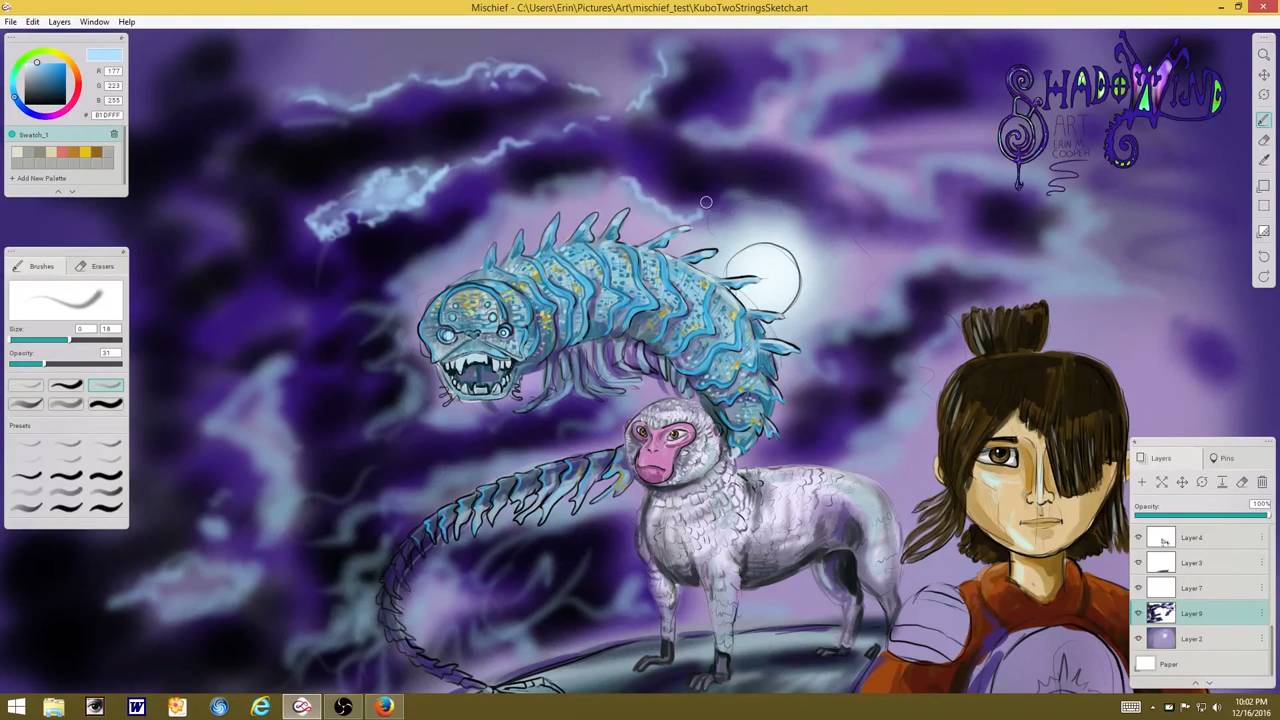 Mischief - C:\Users\Erin\Pictures\Art\mischief_test\KuboTwoStringsSketch.art
File Edit Layers Window Help
R 177
G 223
B 255
# B1DFFF
Swatch_1
+ Add New Palette
Brushes Erasers
Size: 0 18
Opacity: 31
Presets
SHADOWIND
ART
ERIN M.
COOPER
Layers Pins
Opacity: 100%
Layer 4
Layer 3
Layer 7
Layer 9
Layer 2
Paper
10:02 PM
12/16/2016